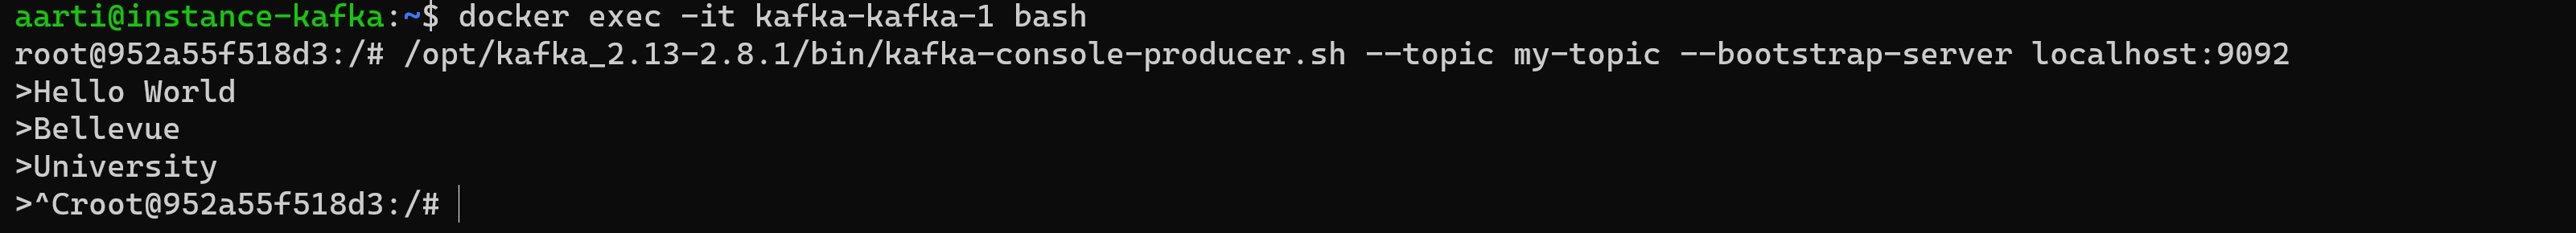 aarti@instance-kafka:~$ docker exec -it kafka-kafka-1 bash
root@952a55f518d3:/# /opt/kafka_2.13-2.8.1/bin/kafka-console-producer.sh --topic my-topic --bootstrap-server localhost:9092
>Hello World
>Bellevue
>University
>^Croot@952a55f518d3:/#